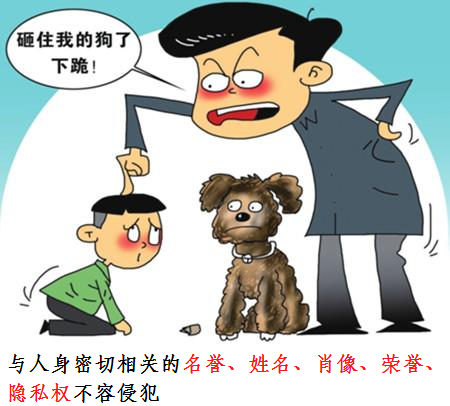 砸住我的狗了
下跪！
与人身密切相关的名誉、姓名、肖像、荣誉、
隐私权不容侵犯